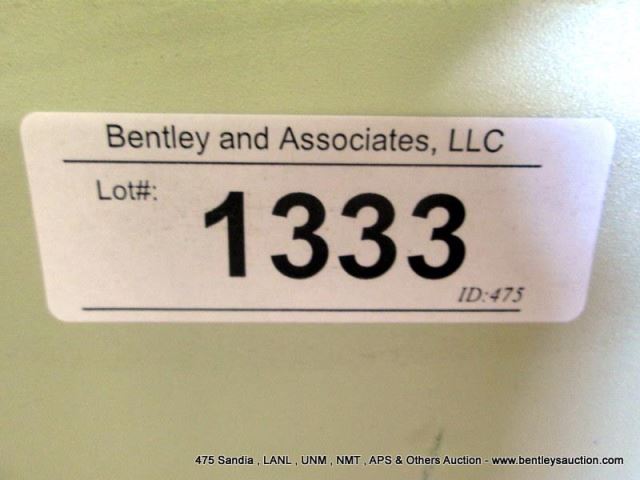 Bentley and Associates, LLC
Lot#:
1333
ID:475
475 Sandia , LANL , UNM , NMT , APS & Others Auction - www.bentleysauction.com